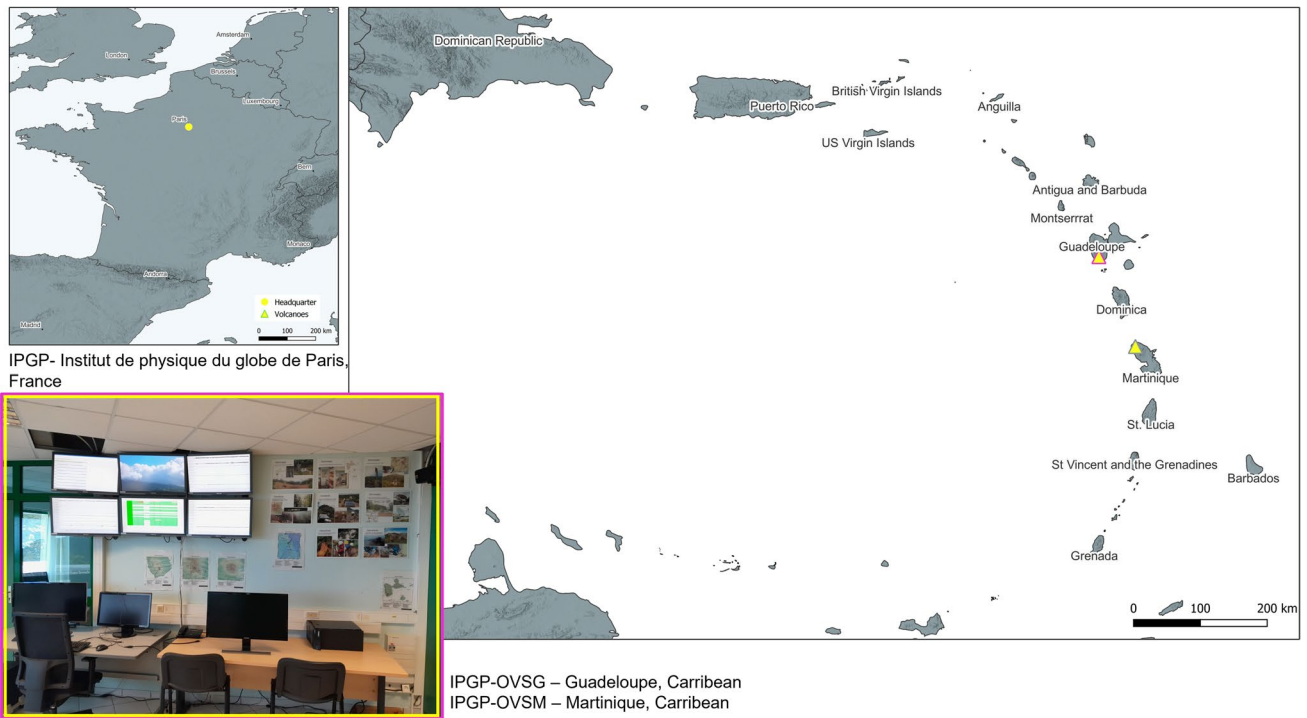 Amsterdam
London
Brussels
Luxembourg
Paris
Bern
Monaco
Andorra
Madrid
Headquarter
Volcanoes
0 100 200 km
IPGP- Institut de physique du globe de Paris,
France
Dominican Republic
Puerto Rico
British Virgin Islands
US Virgin Islands
Anguilla
Antigua and Barbuda
Montserrrat
Guadeloupe
Dominica
Martinique
St. Lucia
St Vincent and the Grenadines
Barbados
Grenada
0 100 200 km
IPGP-OVSG – Guadeloupe, Carribean
IPGP-OVSM – Martinique, Carribean